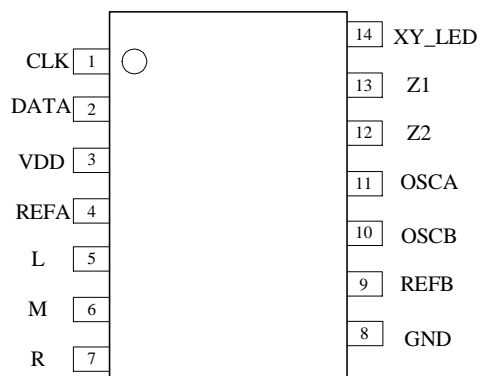 CLK 1
DATA 2
VDD 3
REFA 4
L 5
M 6
R 7
14 XY_LED
13 Z1
12 Z2
11 OSCA
10 OSCB
9 REFB
8 GND